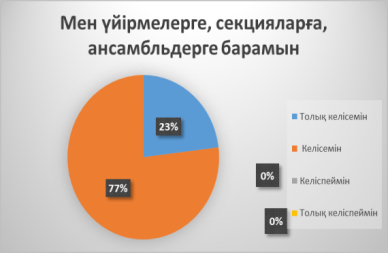 Мен үйірмелерге, секцияларға,
ансамбльдерге барамын
23%
77%
0%
0%
Толық келісемін
Келісемін
Келіспеймін
Толық келіспеймін